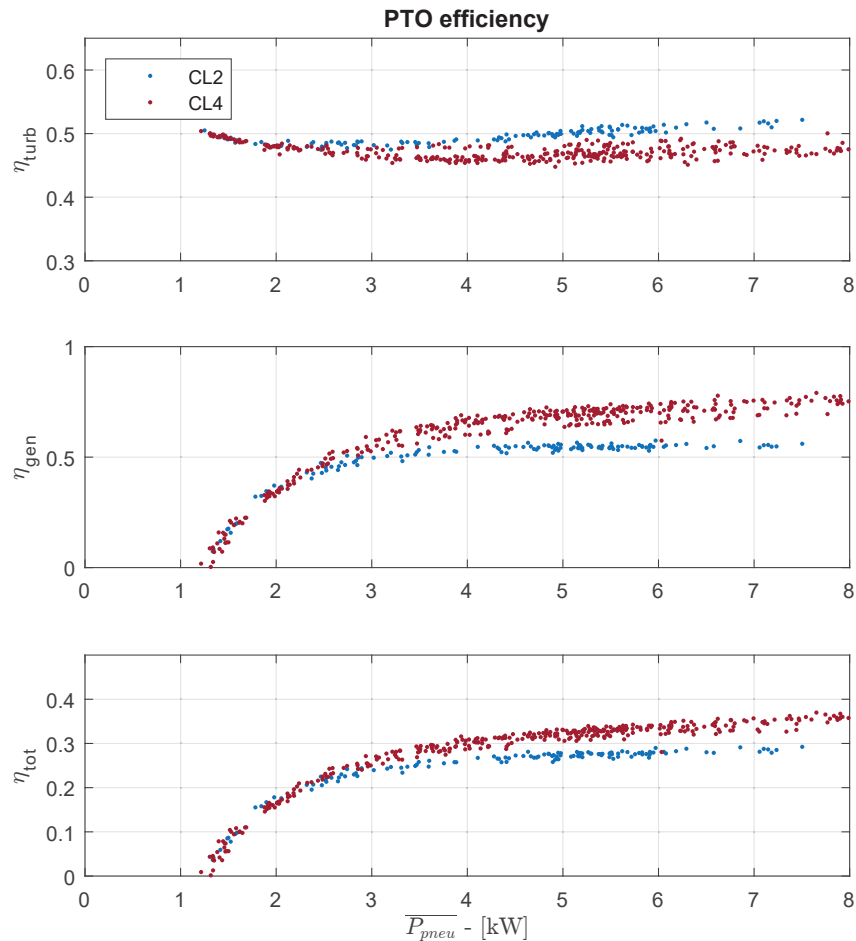 PTO efficiency
CL2
CL4
0.6
0.5
0.4
0.3
η_turb
0 1 2 3 4 5 6 7 8
1
0.5
0
η_gen
0 1 2 3 4 5 6 7 8
0.4
0.3
0.2
0.1
0
η_tot
0 1 2 3 4 5 6 7 8
P_pneu - [kW]